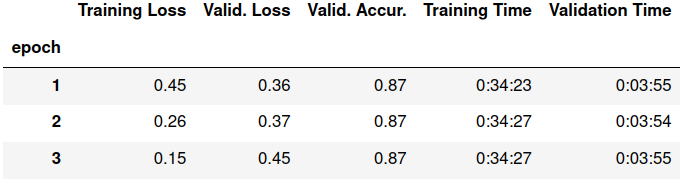 Training Loss Valid. Loss Valid. Accur. Training Time Validation Time
epoch
1 0.45 0.36 0.87 0:34:23 0:03:55
2 0.26 0.37 0.87 0:34:27 0:03:54
3 0.15 0.45 0.87 0:34:27 0:03:55